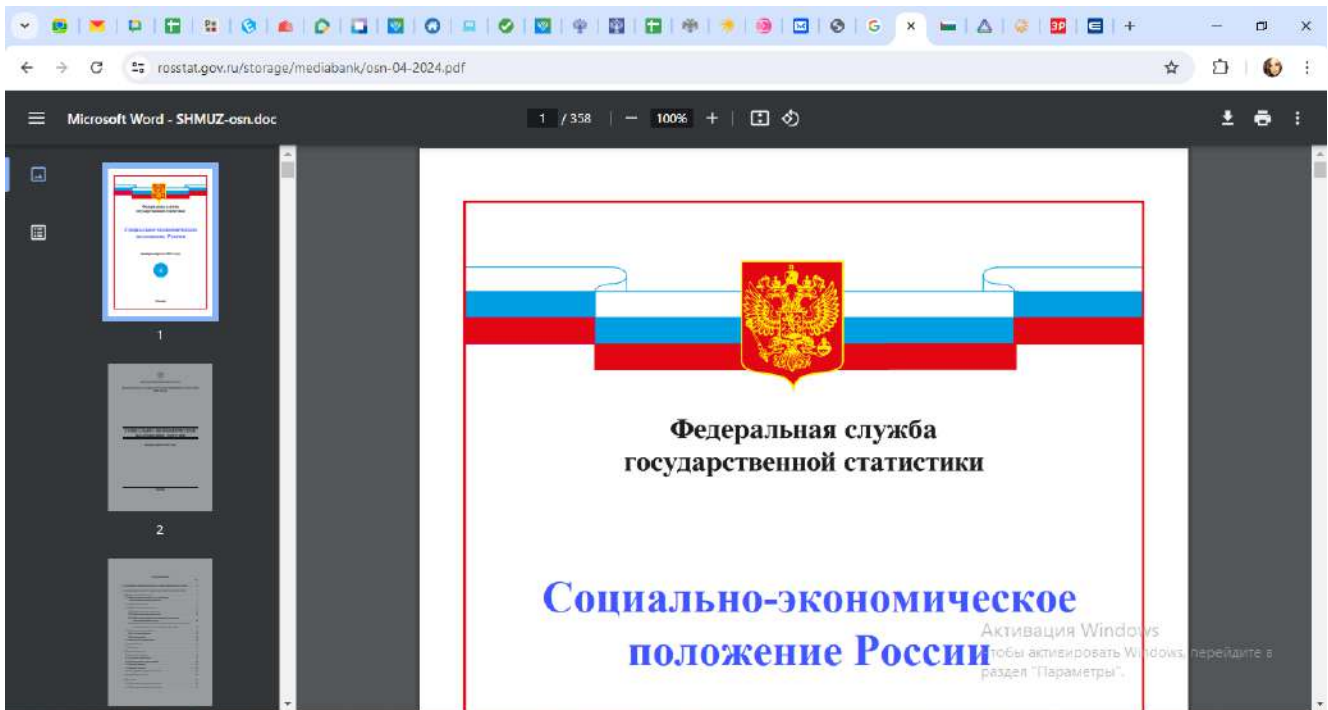 rosstat.gov.ru/storage/mediabank/osn-04-2024.pdf
Microsoft Word - SHMUZ-osn.doc
1 / 358
100%
1
2
Федеральная служба
государственной статистики
Социально-экономическое
положение России
Активация Windows
Чтобы активировать Windows, перейдите в
раздел "Параметры".